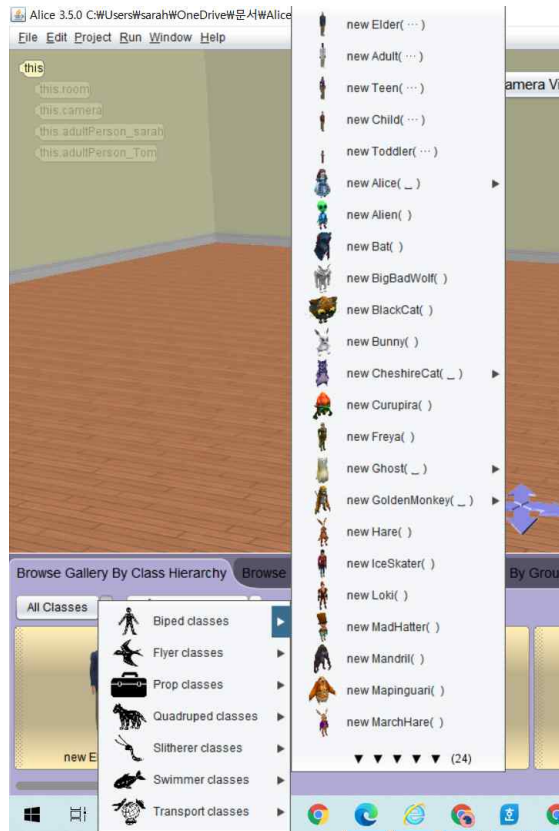 Alice 3.5.0 C:₩Users₩sarah₩OneDrive₩문서₩Alice
File Edit Project Run Window Help
this
this.room
this.camera
this.adultPerson_sarah
this.adultPerson_Tom
amera Vi
new Elder( ··· )
new Adult( ··· )
new Teen( ··· )
new Child( ··· )
new Toddler( ··· )
new Alice( _ )
new Alien( )
new Bat( )
new BigBadWolf( )
new BlackCat( )
new Bunny( )
new CheshireCat( _ )
new Curupira( )
new Freya( )
new Ghost( _ )
new GoldenMonkey( _ )
new Hare( )
new IceSkater( )
new Loki( )
new MadHatter( )
new Mandril( )
new Mapinguari( )
new MarchHare( )
(24)
Browse Gallery By Class Hierarchy Browse By Grou
All Classes
Biped classes
Flyer classes
Prop classes
Quadruped classes
Slitherer classes
Swimmer classes
Transport classes
new E